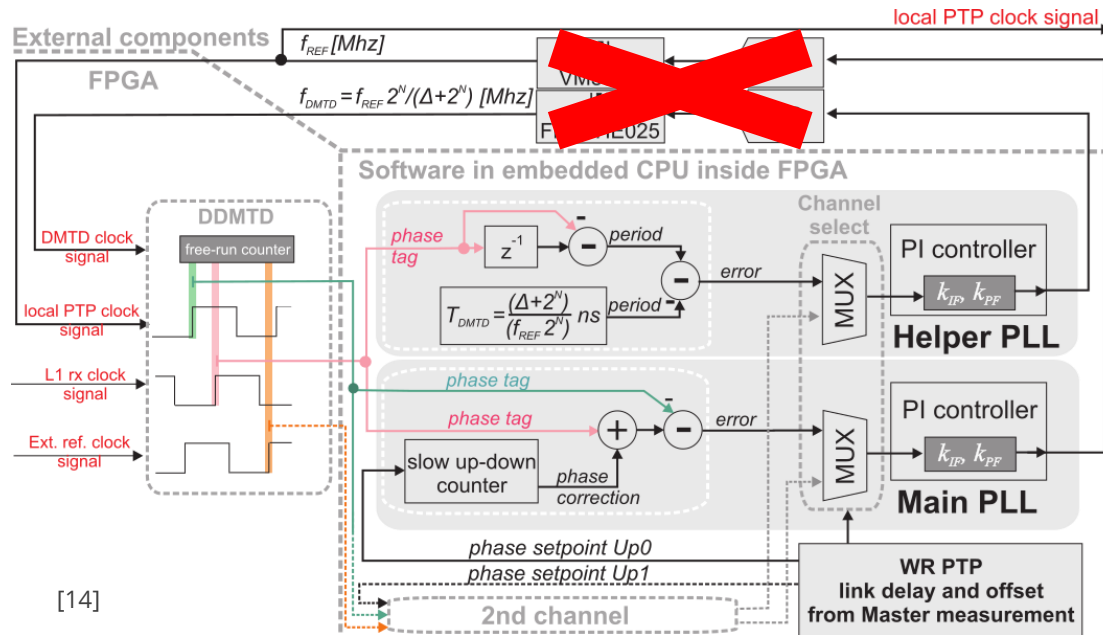 local PTP clock signal
External components
f_REF [Mhz]
FPGA
f_DMTD = f_REF 2^N/(Δ+2^N) [Mhz]
Software in embedded CPU inside FPGA
DDMTD
free-run counter
DMTD clock
signal
local PTP clock
signal
L1 rx clock
signal
Ext. ref. clock
signal
phase
tag
z^-1
-
−
period
−
error
T_DMTD = (Δ+2^N)/(f_REF 2^N) ns
period
-
Channel
select
MUX
PI controller
k_IF, k_PF
Helper PLL
phase tag
-
phase tag
+
−
error
slow up-down
counter
phase
correction
MUX
PI controller
k_IF, k_PF
Main PLL
phase setpoint Up0
phase setpoint Up1
2nd channel
WR PTP
link delay and offset
from Master measurement
[14]